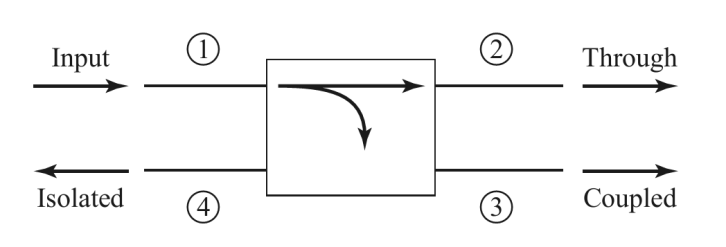 Input
①
②
Through
Isolated
④
③
Coupled